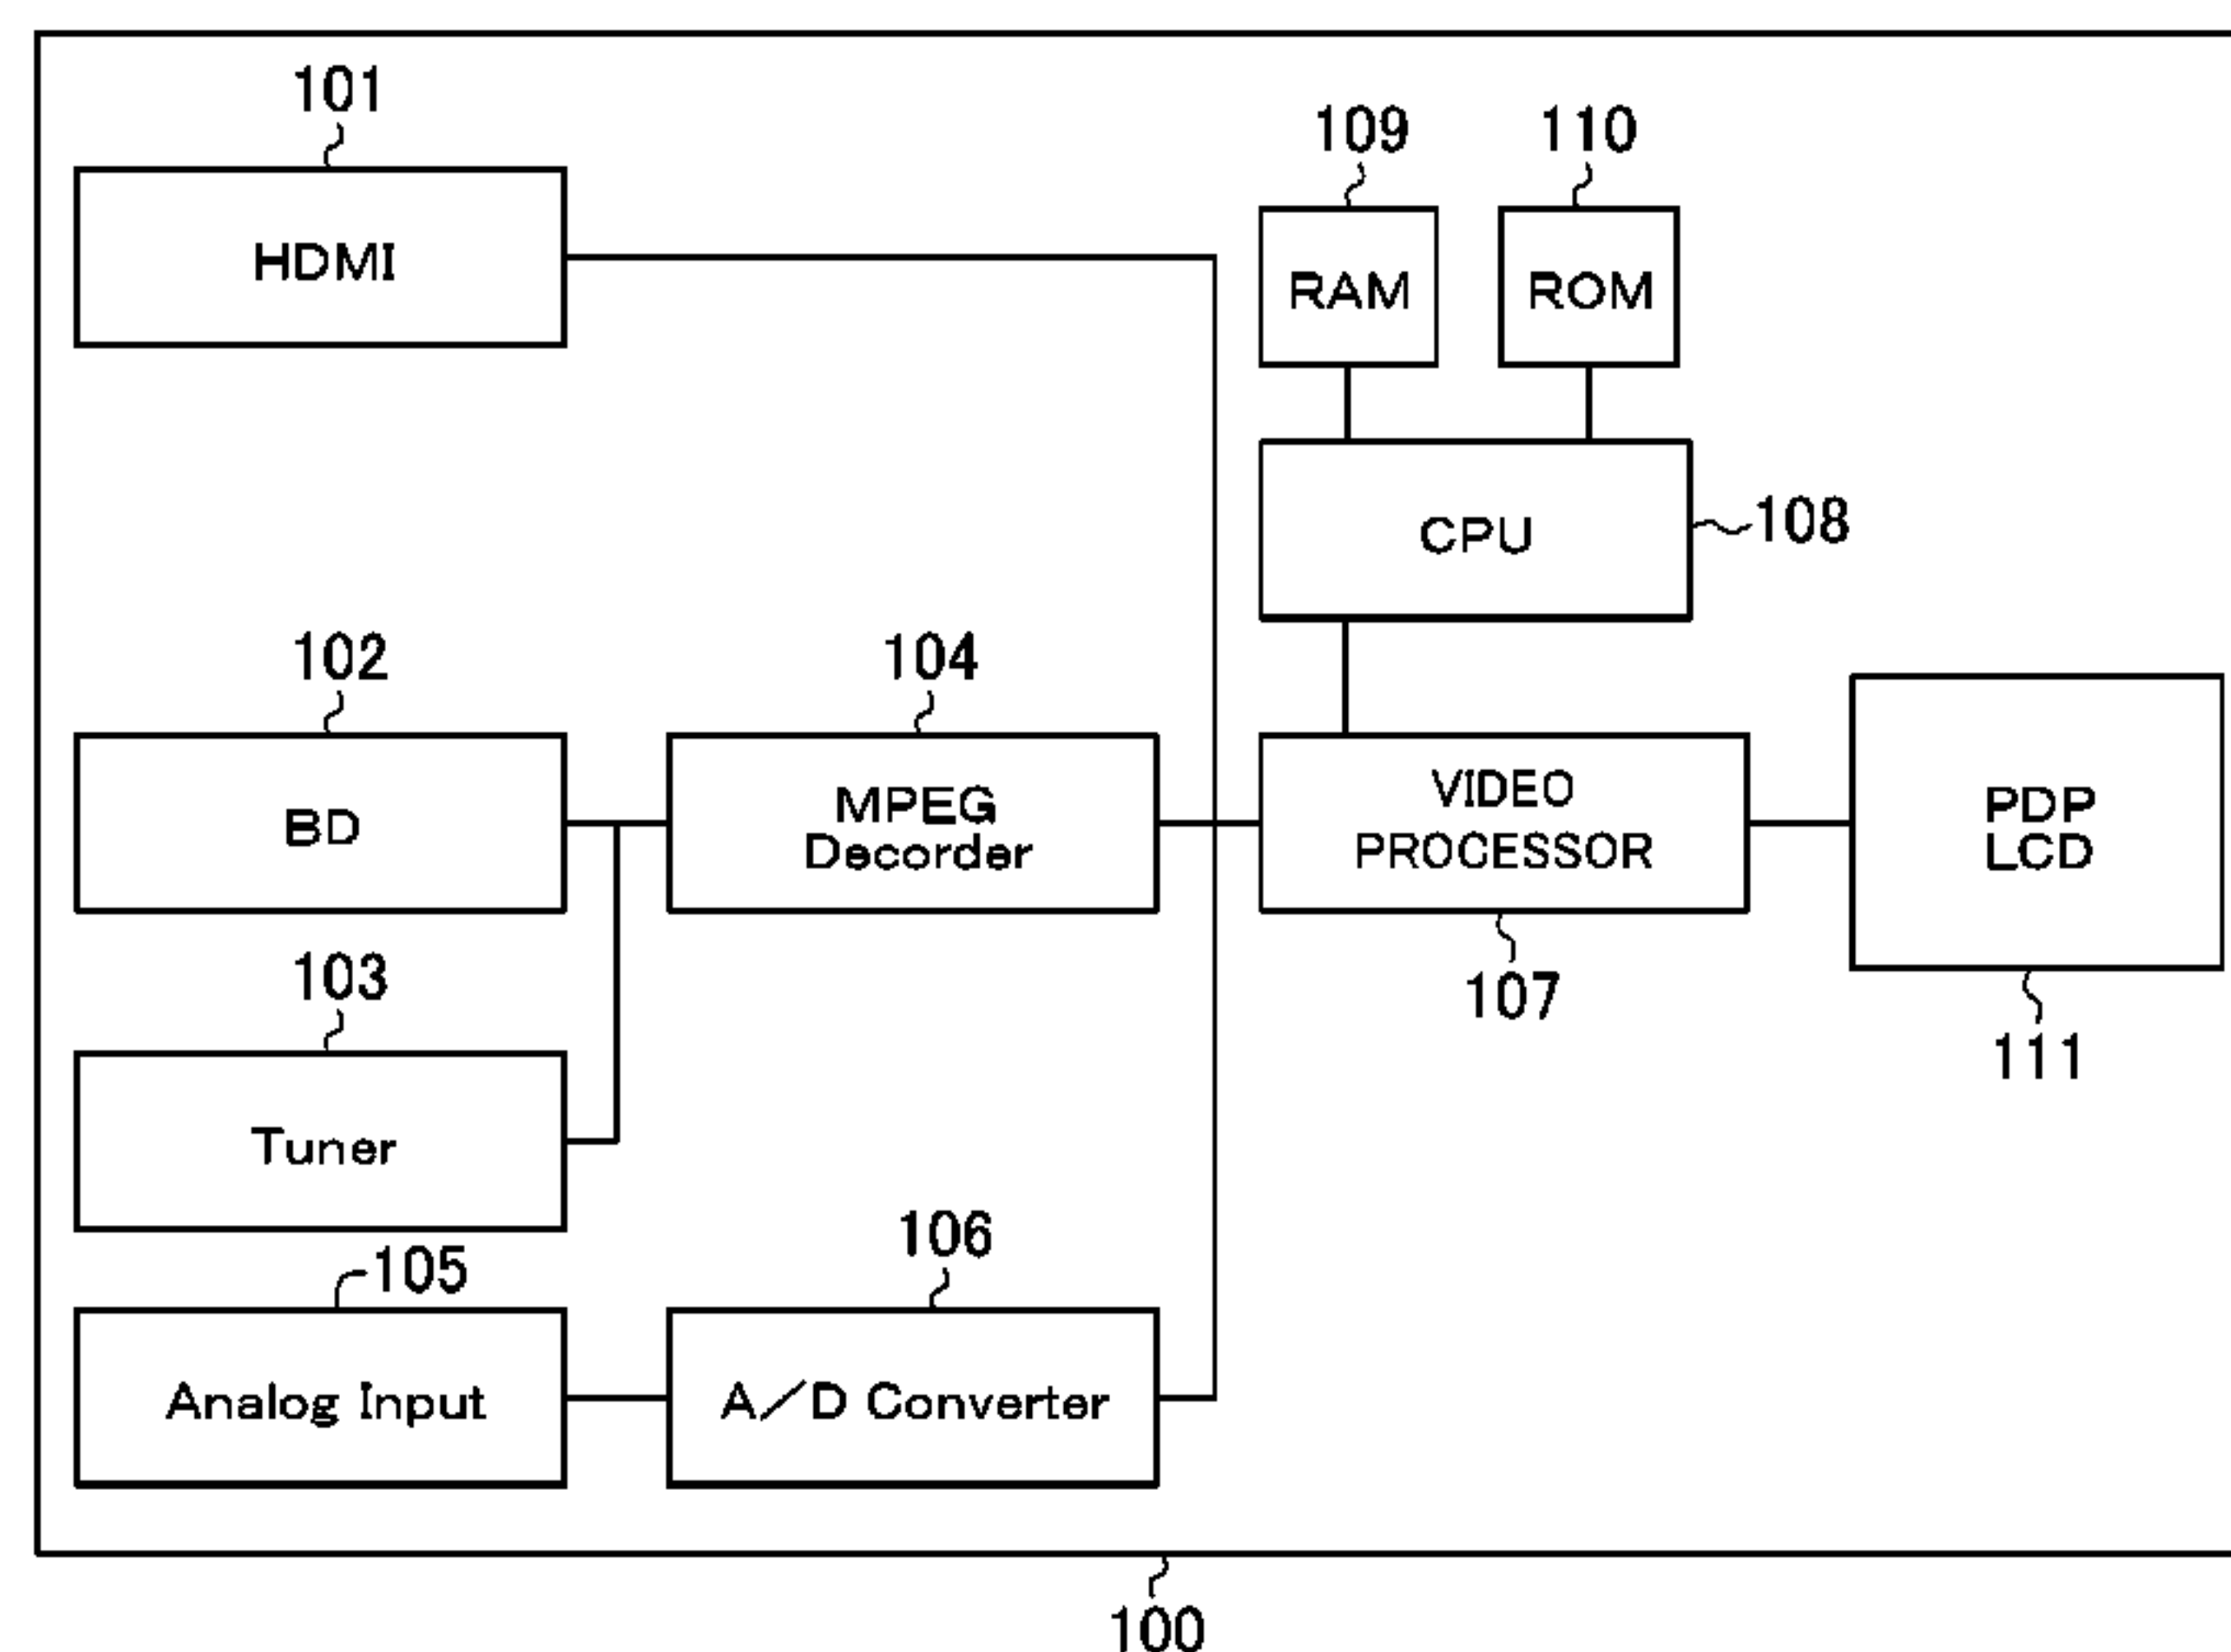 101
HDMI
109
110
RAM
ROM
CPU
108
102
BD
104
MPEG
Decorder
VIDEO
PROCESSOR
107
PDP
LCD
111
103
Tuner
105
Analog Input
106
A/D Converter
100